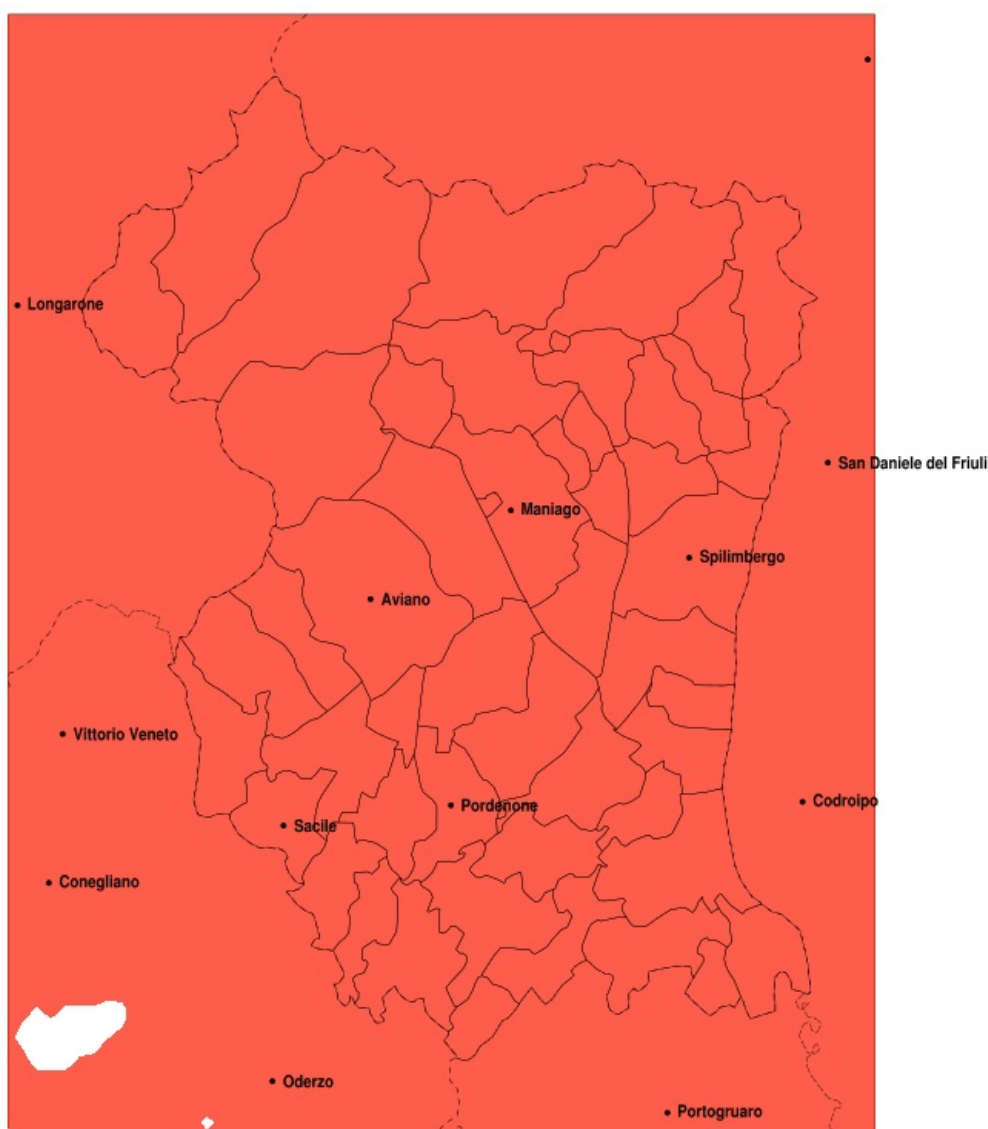 Longarone
San Daniele del Friuli
Maniago
Spilimbergo
Aviano
Vittorio Veneto
Codroipo
Pordenone
Sacile
Conegliano
Oderzo
Portogruaro